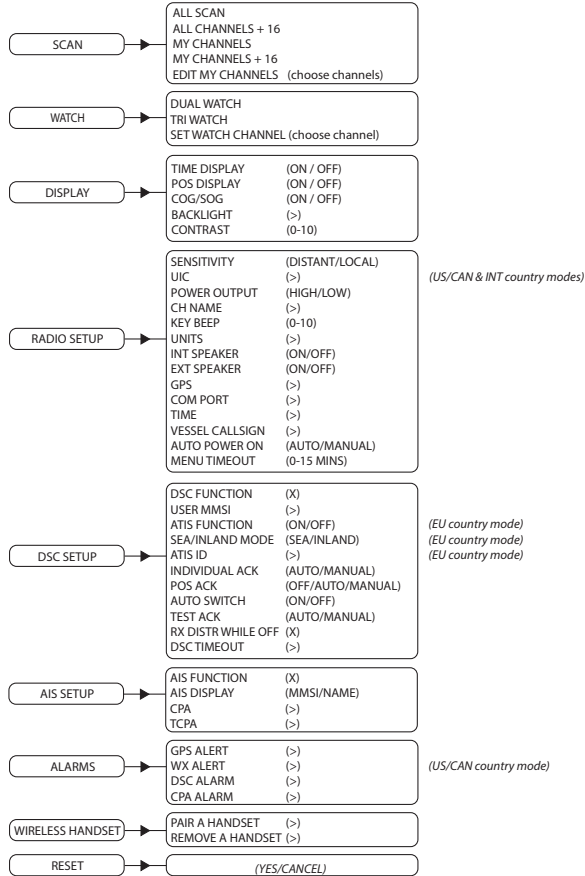 SCAN
ALL SCAN
ALL CHANNELS + 16
MY CHANNELS
MY CHANNELS + 16
EDIT MY CHANNELS (choose channels)
WATCH
DUAL WATCH
TRI WATCH
SET WATCH CHANNEL (choose channel)
DISPLAY
TIME DISPLAY (ON / OFF)
POS DISPLAY (ON / OFF)
COG/SOG (ON / OFF)
BACKLIGHT (>)
CONTRAST (0-10)
RADIO SETUP
SENSITIVITY (DISTANT/LOCAL)
UIC (>) (US/CAN & INT country modes)
POWER OUTPUT (HIGH/LOW)
CH NAME (>)
KEY BEEP (0-10)
UNITS (>)
INT SPEAKER (ON/OFF)
EXT SPEAKER (ON/OFF)
GPS (>)
COM PORT (>)
TIME (>)
VESSEL CALLSIGN (>)
AUTO POWER ON (AUTO/MANUAL)
MENU TIMEOUT (0-15 MINS)
DSC SETUP
DSC FUNCTION (X)
USER MMSI (>)
ATIS FUNCTION (ON/OFF) (EU country mode)
SEA/INLAND MODE (SEA/INLAND) (EU country mode)
ATIS ID (>) (EU country mode)
INDIVIDUAL ACK (AUTO/MANUAL)
POS ACK (OFF/AUTO/MANUAL)
AUTO SWITCH (ON/OFF)
TEST ACK (AUTO/MANUAL)
RX DISTR WHILE OFF (X)
DSC TIMEOUT (>)
AIS SETUP
AIS FUNCTION (X)
AIS DISPLAY (MMSI/NAME)
CPA (>)
TCPA (>)
ALARMS
GPS ALERT (>)
WX ALERT (>) (US/CAN country mode)
DSC ALARM (>)
CPA ALARM (>)
WIRELESS HANDSET
PAIR A HANDSET (>)
REMOVE A HANDSET (>)
RESET
(YES/CANCEL)